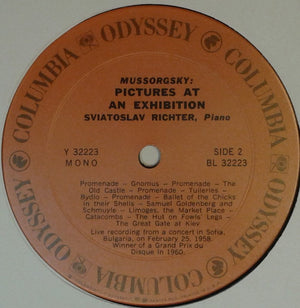 COLUMBIA ODYSSEY COLUMBIA ODYSSEY COLUMBIA ODYSSEY
MUSSORGSKY:
PICTURES AT
AN EXHIBITION
SVIATOSLAV RICHTER, Piano
Y 32223 SIDE 2
MONO BL 32223
Promenade – Gnomus – Promenade – The
Old Castle – Promenade – Tuileries –
Bydlo – Promenade – Ballet of the Chicks
in their Shells – Samuel Goldenberg and
Schmuyle – Limoges, the Market Place –
Catacombs – The Hut on Fowls' Legs –
The Great Gate at Kiev
Live recording from a concert in Sofia,
Bulgaria, on February 25, 1958.
Winner of a Grand Prix du
Disque in 1960.